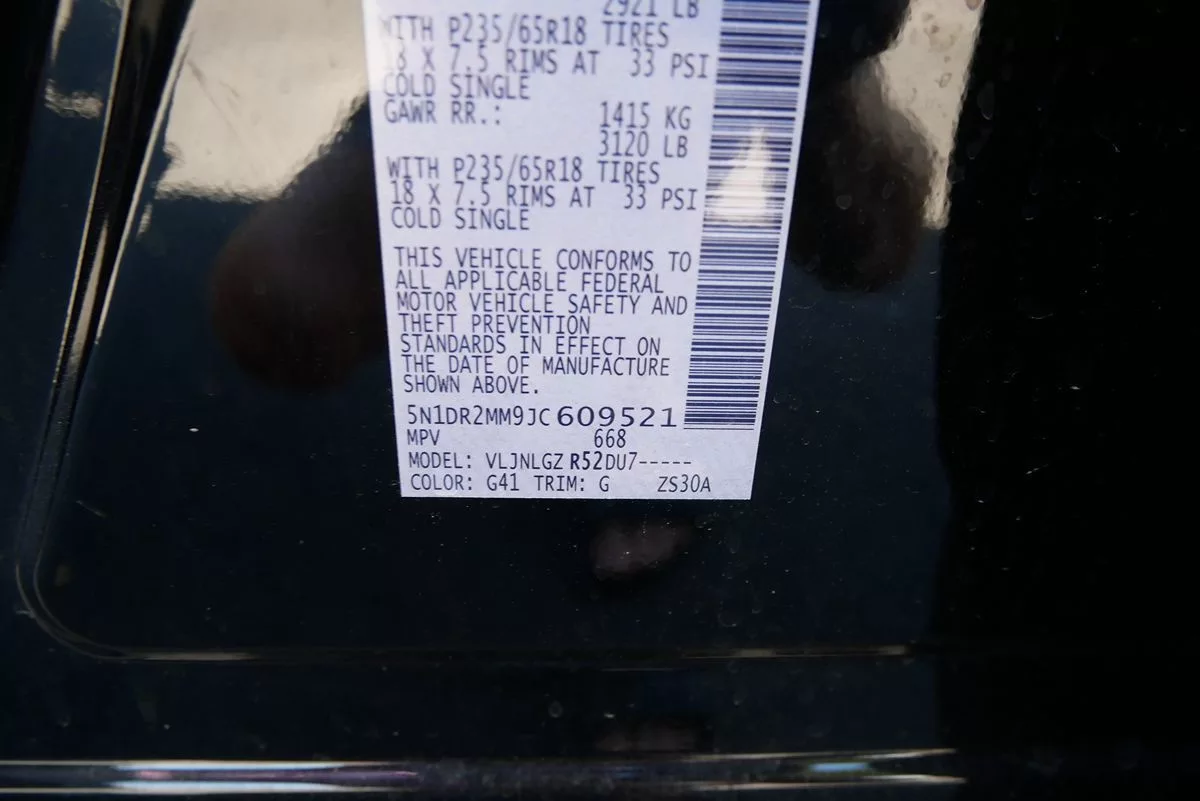 2921 LB
WITH P235/65R18 TIRES
18 X 7.5 RIMS AT 33 PSI
COLD SINGLE
GAWR RR.: 1415 KG
3120 LB
WITH P235/65R18 TIRES
18 X 7.5 RIMS AT 33 PSI
COLD SINGLE
THIS VEHICLE CONFORMS TO
ALL APPLICABLE FEDERAL
MOTOR VEHICLE SAFETY AND
THEFT PREVENTION
STANDARDS IN EFFECT ON
THE DATE OF MANUFACTURE
SHOWN ABOVE.
5N1DR2MM9JC609521
MPV 668
MODEL: VLJNLGZ R52DU7-----
COLOR: G41 TRIM: G ZS30A